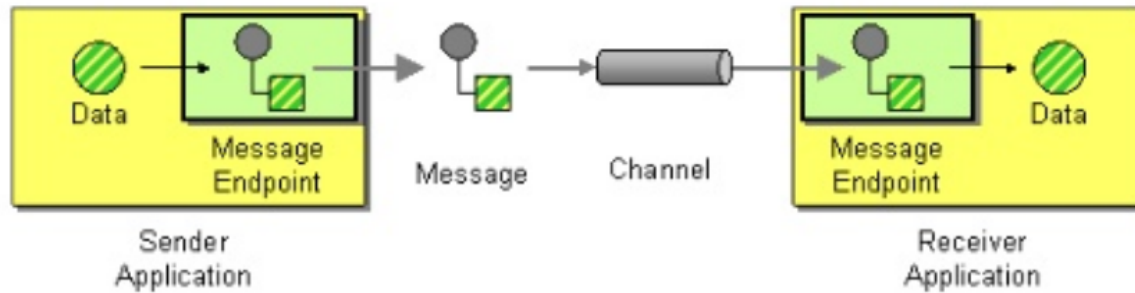 Data
Message
Endpoint
Message
Channel
Message
Endpoint
Data
Sender
Application
Receiver
Application